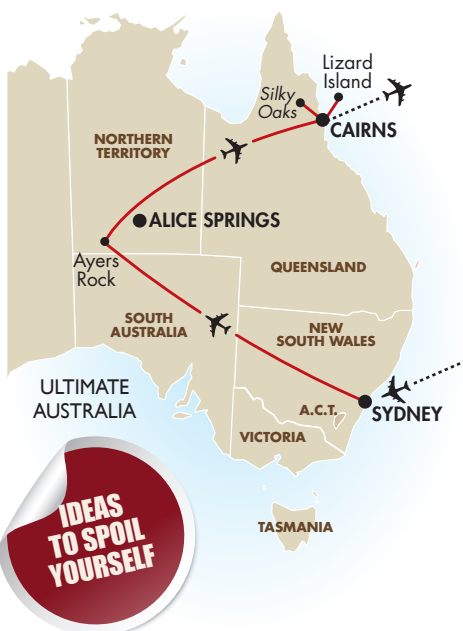 Lizard
Island
Silky
Oaks
CAIRNS
NORTHERN
TERRITORY
ALICE SPRINGS
Ayers
Rock
QUEENSLAND
SOUTH
AUSTRALIA
NEW
SOUTH WALES
ULTIMATE
AUSTRALIA
A.C.T.
SYDNEY
VICTORIA
IDEAS
TO SPOIL
YOURSELF
TASMANIA